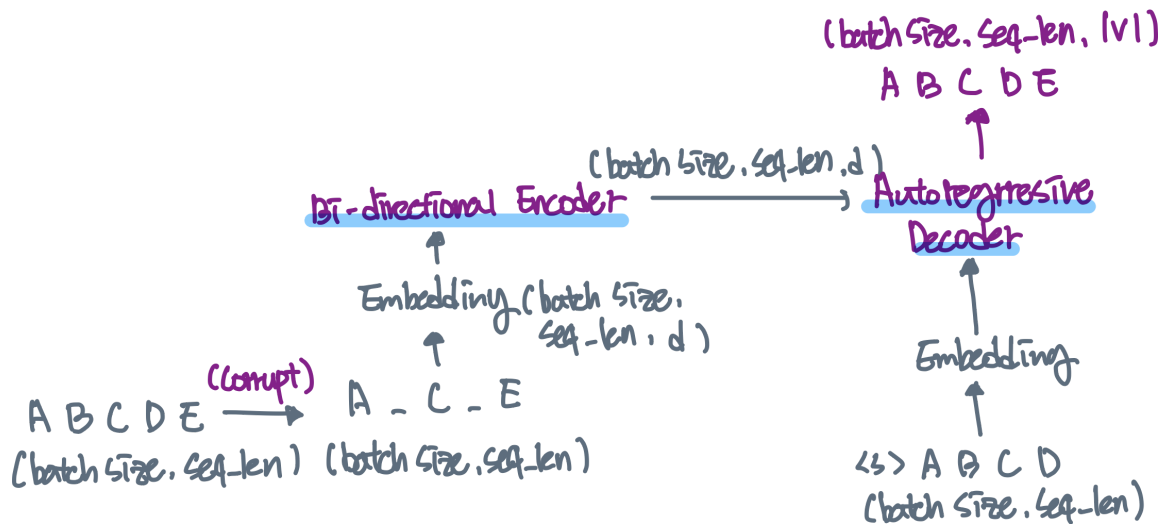 (batch size, seq_len, |V|)
A B C D E
(batch size, seq_len, d)
Bi-directional Encoder
Autoregrresive
Decoder
Embedding (batch size,
seq_len, d)
Embedding
(Corrupt)
A B C D E
A _ C _ E
(batch size, seq_len)
(batch size, seq_len)
<s> A B C D
(batch size, seq_len)